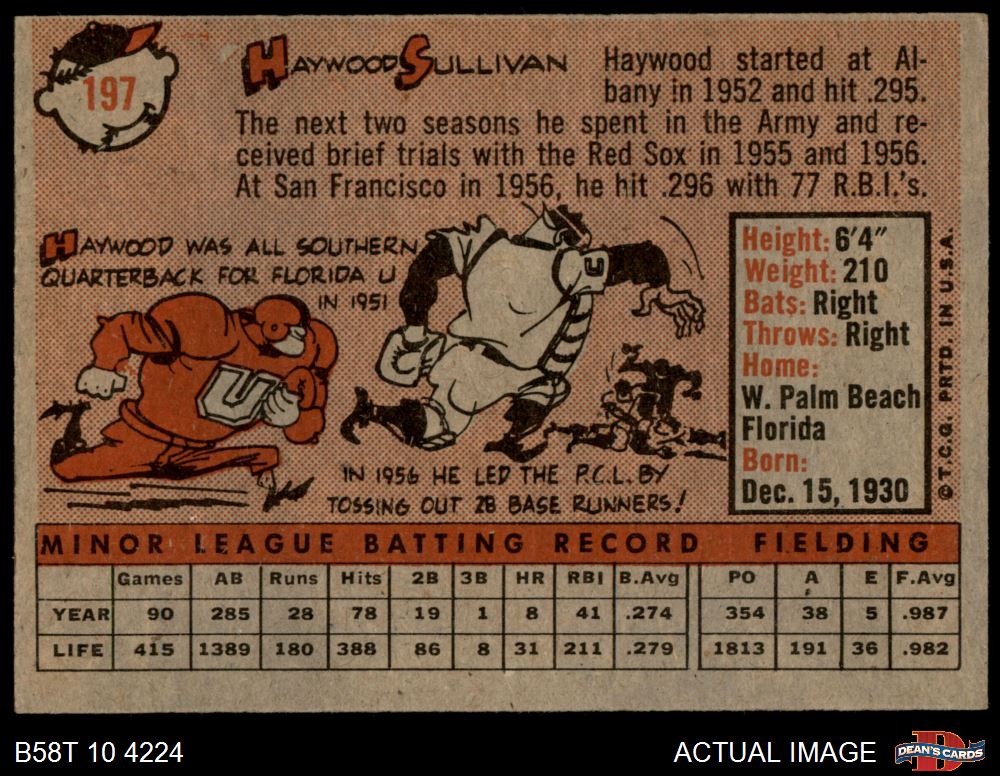 197
HAYWOOD SULLIVAN
Haywood started at Al-
bany in 1952 and hit .295.
The next two seasons he spent in the Army and re-
ceived brief trials with the Red Sox in 1955 and 1956.
At San Francisco in 1956, he hit .296 with 77 R.B.I.'s.
HAYWOOD WAS ALL SOUTHERN
QUARTERBACK FOR FLORIDA U
IN 1951
U
IN 1956 HE LED THE P.C.L. BY
TOSSING OUT 28 BASE RUNNERS!
Height: 6'4"
Weight: 210
Bats: Right
Throws: Right
Home:
W. Palm Beach
Florida
Born:
Dec. 15, 1930
© T.C.G. PRTD. IN U.S.A.
MINOR LEAGUE BATTING RECORD FIELDING
Games AB Runs Hits 2B 3B HR RBI B.Avg PO A E F.Avg
YEAR 90 285 28 78 19 1 8 41 .274 354 38 5 .987
LIFE 415 1389 180 388 86 8 31 211 .279 1813 191 36 .982
B58T 10 4224
ACTUAL IMAGE
D
DEAN'S CARDS